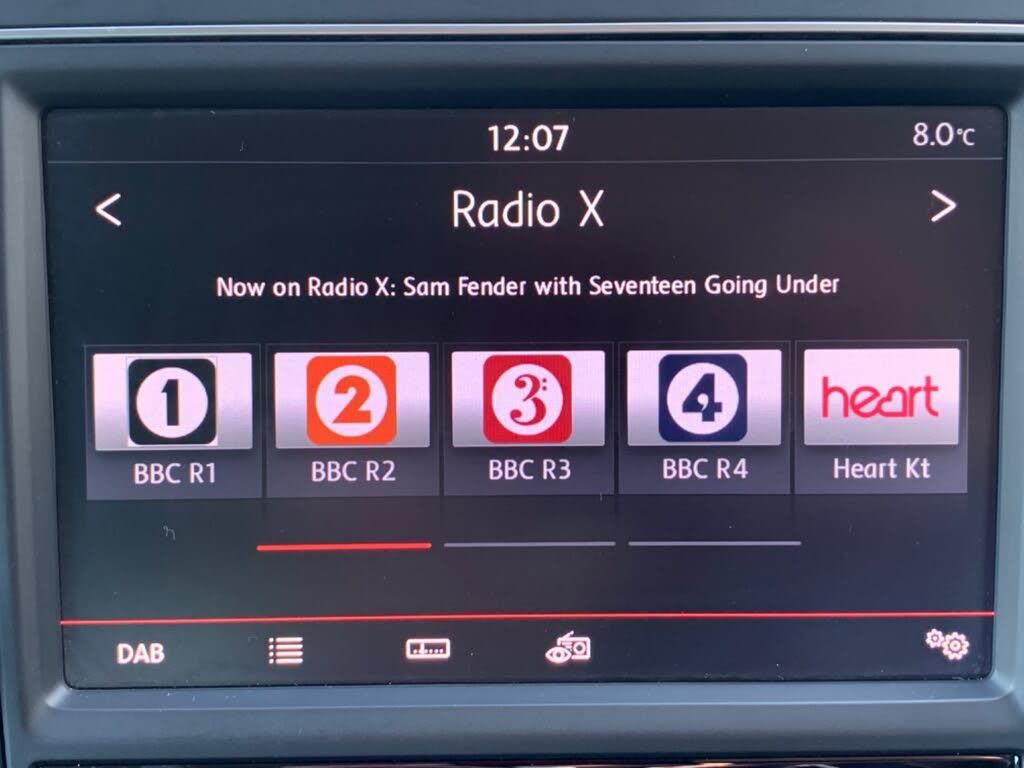 12:07
8.0°C
< Radio X >
Now on Radio X: Sam Fender with Seventeen Going Under
1 2 3 4 heart
BBC R1 BBC R2 BBC R3 BBC R4 Heart Kt
DAB